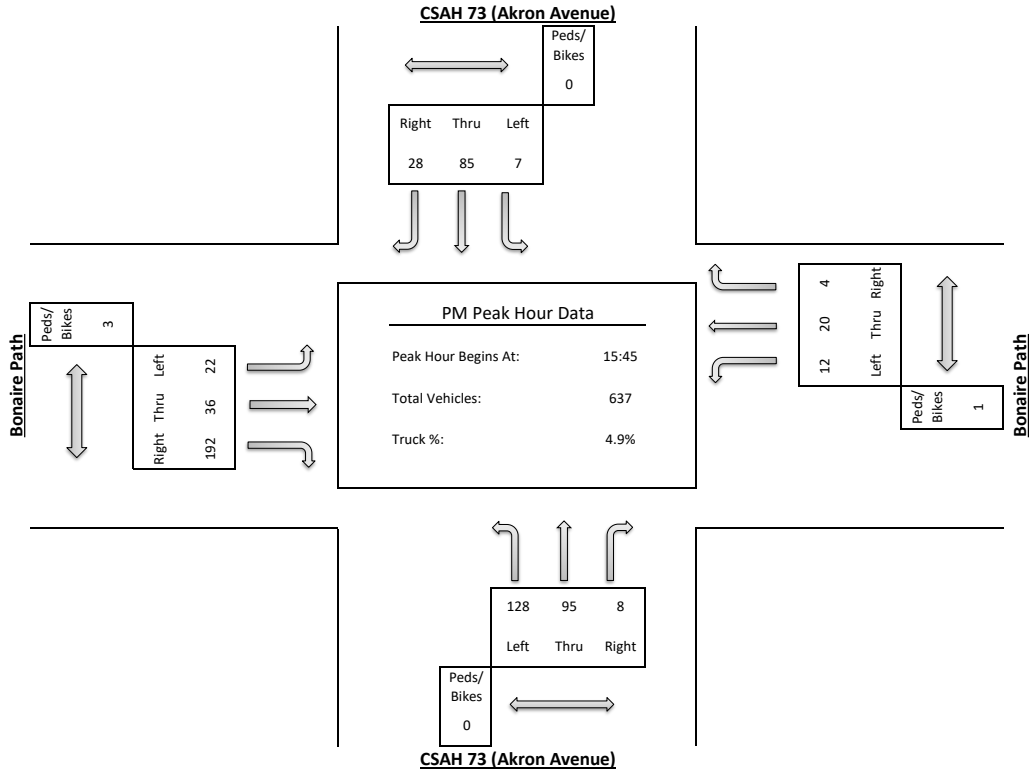 CSAH 73 (Akron Avenue)
Peds/
Bikes
0
Right Thru Left
28 85 7
Peds/
Bikes
3
Left 22
Thru 36
Right 192
Bonaire Path
PM Peak Hour Data
Peak Hour Begins At: 15:45
Total Vehicles: 637
Truck %: 4.9%
4 Right
20 Thru
12 Left
Peds/
Bikes
1
Bonaire Path
128 95 8
Left Thru Right
Peds/
Bikes
0
CSAH 73 (Akron Avenue)